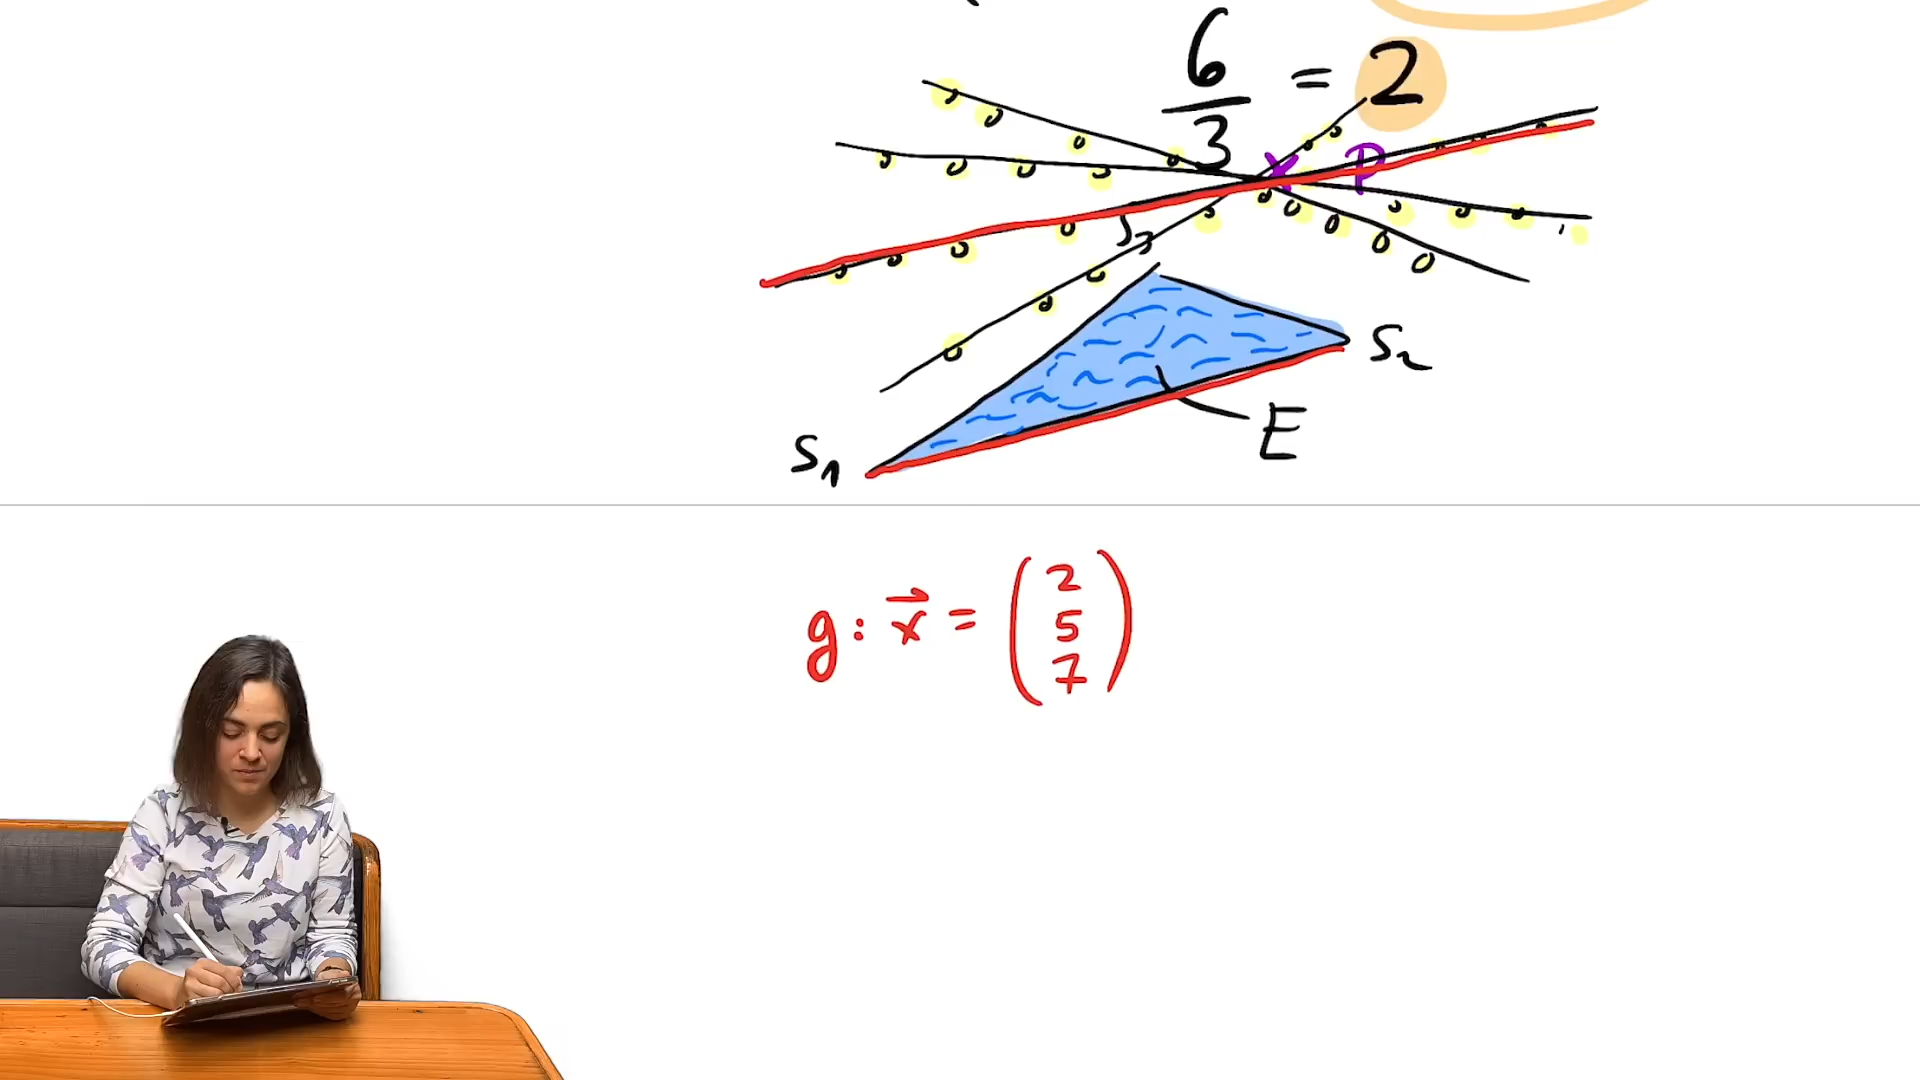 6
— = 2
3
X P
S₃
S₂
E
S₁
g: x⃗ = ( 2
5
7 )